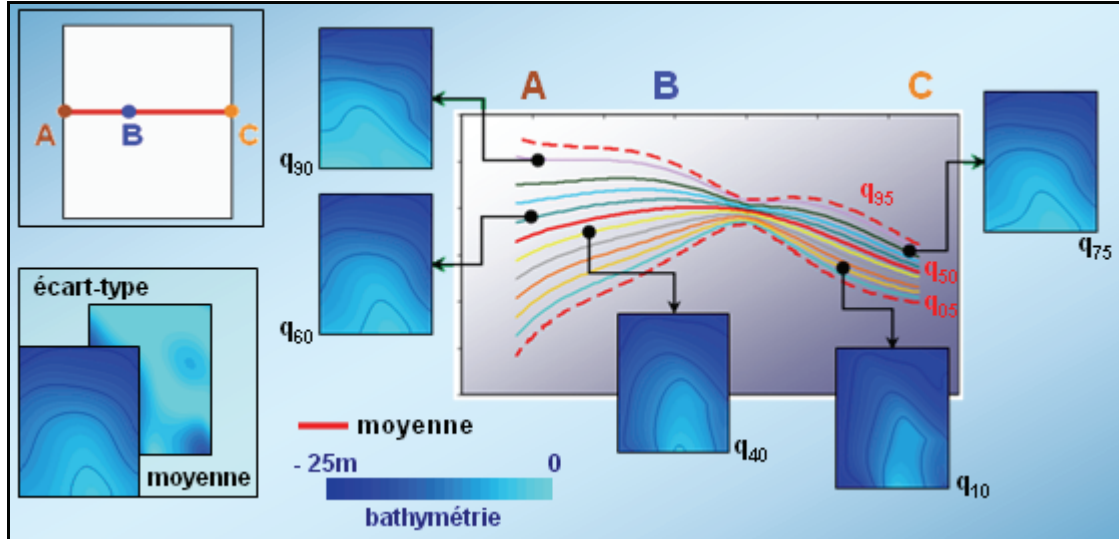 A
B
C
écart-type
moyenne
q90
q60
A
B
C
q95
q50
q05
q75
q40
q10
moyenne
- 25m
0
bathymétrie